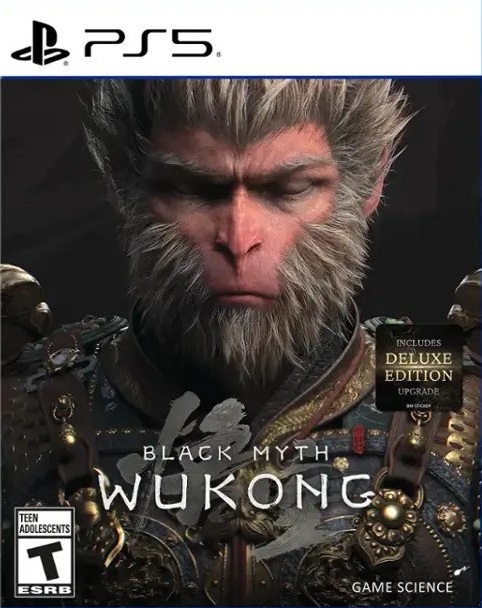 PS5
INCLUDES
DELUXE
EDITION
UPGRADE
BLACK MYTH
WUKONG
TEEN
ADOLESCENTS
T
ESRB
GAME SCIENCE